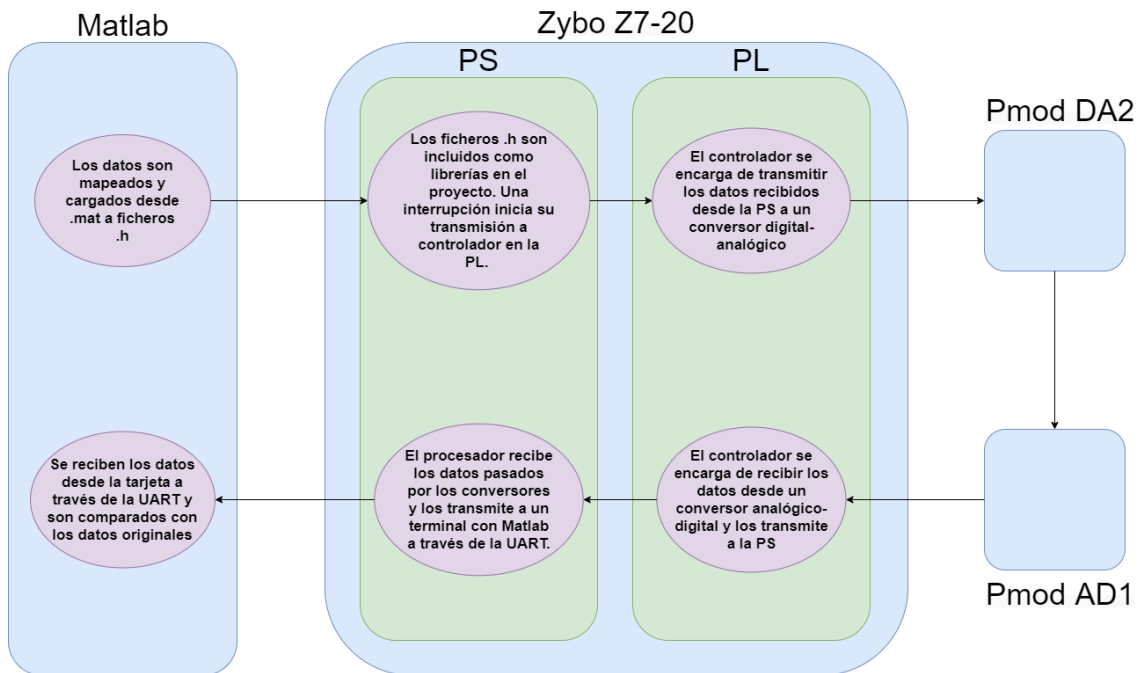 Matlab
Zybo Z7-20
PS
PL
Pmod DA2
Los datos son
mapeados y
cargados desde
.mat a ficheros
.h
Los ficheros .h son
incluidos como
librerías en el
proyecto. Una
interrupción inicia su
transmisión a
controlador en la
PL.
El controlador se
encarga de transmitir
los datos recibidos
desde la PS a un
conversor digital-
analógico
Se reciben los datos
desde la tarjeta a
través de la UART y
son comparados con
los datos originales
El procesador recibe
los datos pasados
por los conversores
y los transmite a un
terminal con Matlab
a través de la UART.
El controlador se
encarga de recibir los
datos desde un
conversor analógico-
digital y los transmite
a la PS
Pmod AD1